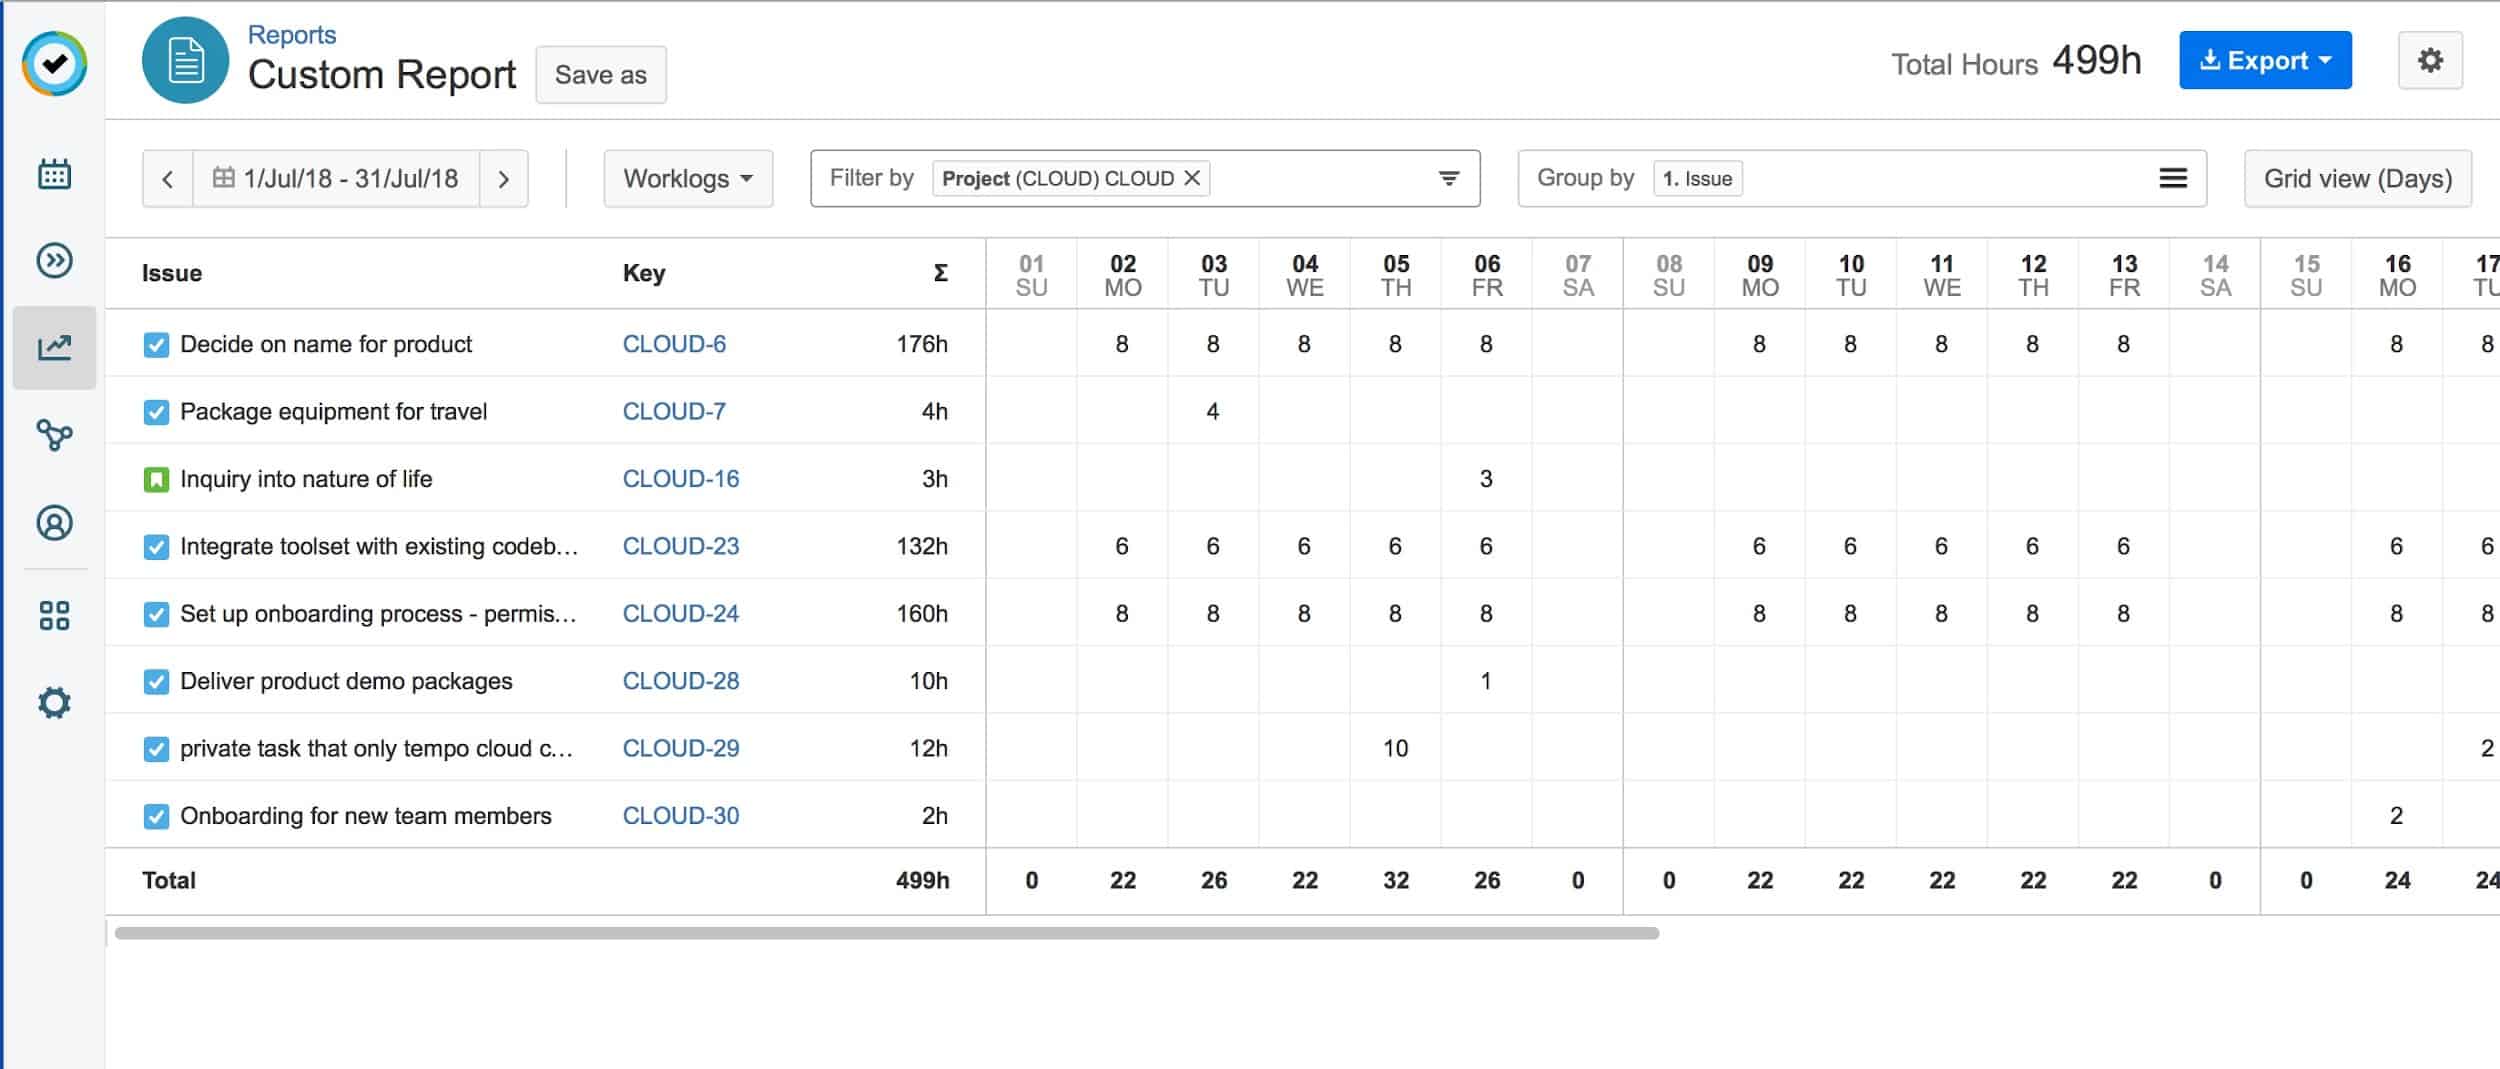 Reports
Custom Report Save as Total Hours 499h Export
1/Jul/18 - 31/Jul/18 Worklogs Filter by Project (CLOUD) CLOUD Group by 1. Issue Grid view (Days)
Issue Key Σ 01 02 03 04 05 06 07 08 09 10 11 12 13 14 15 16 17
SU MO TU WE TH FR SA SU MO TU WE TH FR SA SU MO TU
Decide on name for product CLOUD-6 176h 8 8 8 8 8 8 8 8 8 8 8 8
Package equipment for travel CLOUD-7 4h 4
Inquiry into nature of life CLOUD-16 3h 3
Integrate toolset with existing codeb... CLOUD-23 132h 6 6 6 6 6 6 6 6 6 6 6 6
Set up onboarding process - permis... CLOUD-24 160h 8 8 8 8 8 8 8 8 8 8 8 8
Deliver product demo packages CLOUD-28 10h 1
private task that only tempo cloud c... CLOUD-29 12h 10 2
Onboarding for new team members CLOUD-30 2h 2
Total 499h 0 22 26 22 32 26 0 0 22 22 22 22 22 0 0 24 24